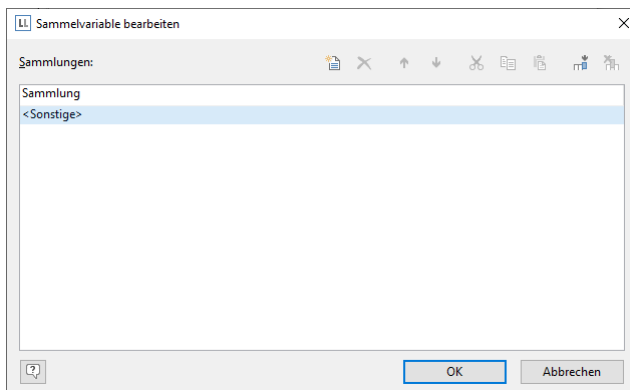 LL Sammelvariable bearbeiten
Sammlungen:
Sammlung
<Sonstige>
OK
Abbrechen